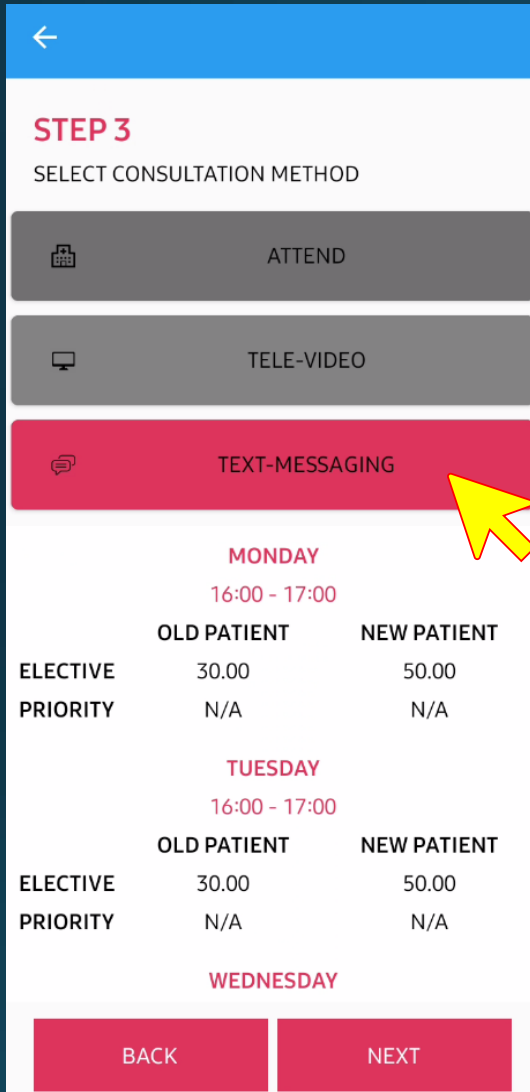 STEP 3
SELECT CONSULTATION METHOD
ATTEND
TELE-VIDEO
TEXT-MESSAGING
MONDAY
16:00 - 17:00
OLD PATIENT NEW PATIENT
ELECTIVE 30.00 50.00
PRIORITY N/A N/A
TUESDAY
16:00 - 17:00
OLD PATIENT NEW PATIENT
ELECTIVE 30.00 50.00
PRIORITY N/A N/A
WEDNESDAY
BACK NEXT